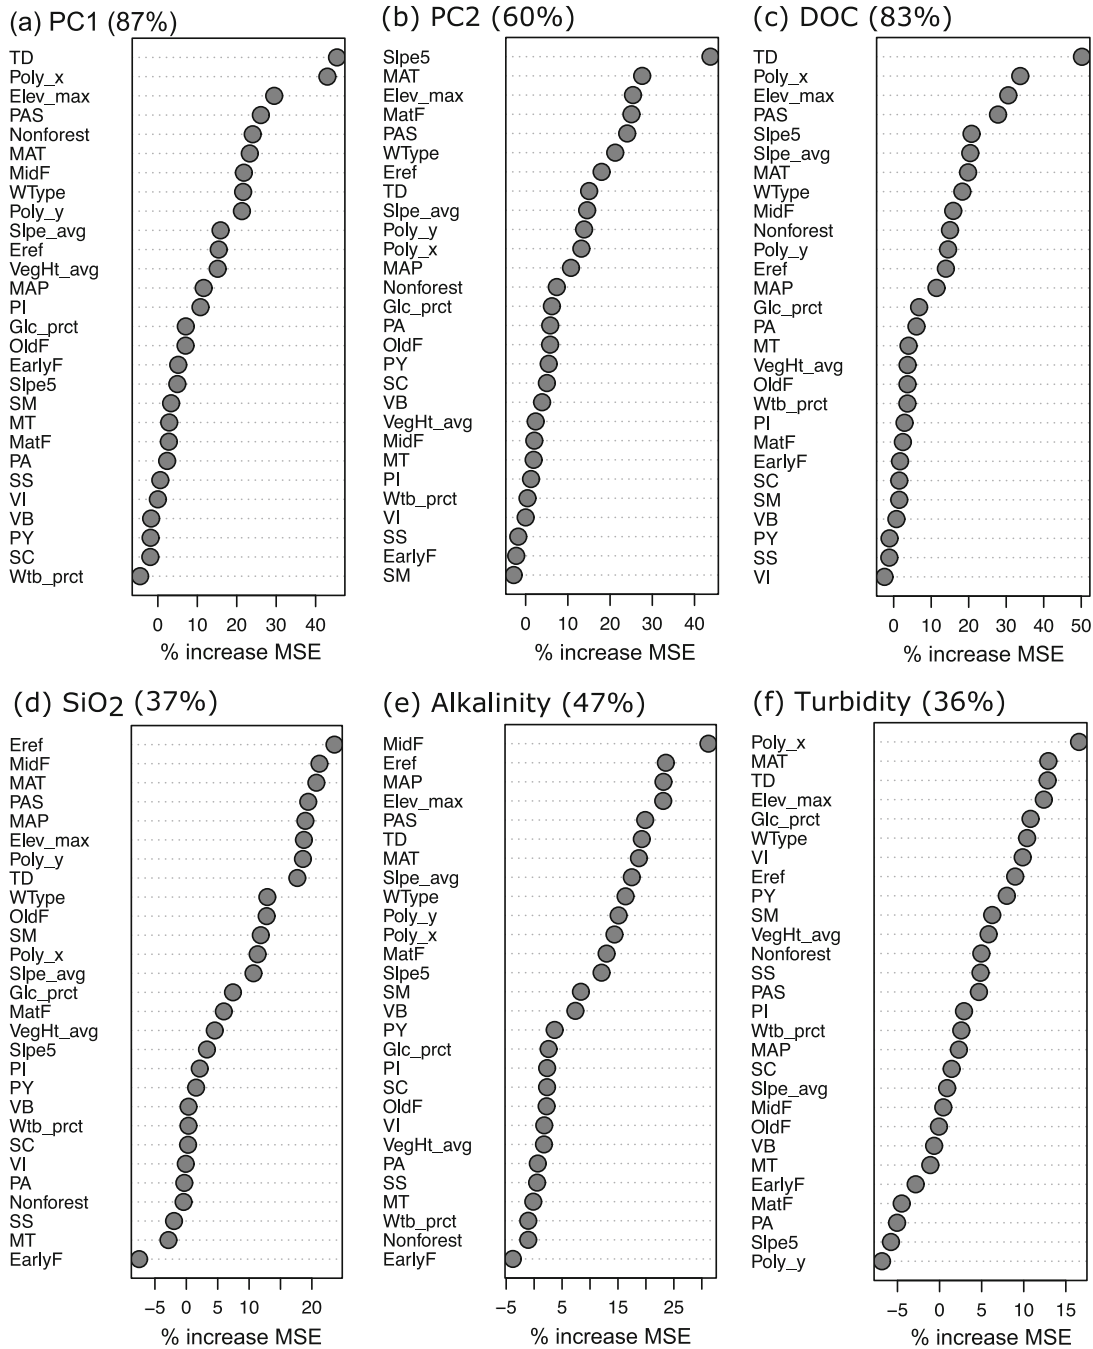 (a) PC1 (87%)
TD
Poly_x
Elev_max
PAS
Nonforest
MAT
MidF
WType
Poly_y
Slpe_avg
Eref
VegHt_avg
MAP
PI
Glc_prct
OldF
EarlyF
Slpe5
SM
MT
MatF
PA
SS
VI
VB
PY
SC
Wtb_prct
0 10 20 30 40
% increase MSE
(b) PC2 (60%)
Slpe5
MAT
Elev_max
MatF
PAS
WType
Eref
TD
Slpe_avg
Poly_y
Poly_x
MAP
Nonforest
Glc_prct
PA
OldF
PY
SC
VB
VegHt_avg
MidF
MT
PI
Wtb_prct
VI
SS
EarlyF
SM
0 10 20 30 40
% increase MSE
(c) DOC (83%)
TD
Poly_x
Elev_max
PAS
Slpe5
Slpe_avg
MAT
WType
MidF
Nonforest
Poly_y
Eref
MAP
Glc_prct
PA
MT
VegHt_avg
OldF
Wtb_prct
PI
MatF
EarlyF
SC
SM
VB
PY
SS
VI
0 10 20 30 40 50
% increase MSE
(d) SiO2 (37%)
Eref
MidF
MAT
PAS
MAP
Elev_max
Poly_y
TD
WType
OldF
SM
Poly_x
Slpe_avg
Glc_prct
MatF
VegHt_avg
Slpe5
PI
PY
VB
Wtb_prct
SC
VI
PA
Nonforest
SS
MT
EarlyF
−5 0 5 10 20
% increase MSE
(e) Alkalinity (47%)
MidF
Eref
MAP
Elev_max
PAS
TD
MAT
Slpe_avg
WType
Poly_y
Poly_x
MatF
Slpe5
SM
VB
PY
Glc_prct
PI
SC
OldF
VI
VegHt_avg
PA
SS
MT
Wtb_prct
Nonforest
EarlyF
−5 0 5 15 25
% increase MSE
(f) Turbidity (36%)
Poly_x
MAT
TD
Elev_max
Glc_prct
WType
VI
Eref
PY
SM
VegHt_avg
Nonforest
SS
PAS
PI
Wtb_prct
MAP
SC
Slpe_avg
MidF
OldF
VB
MT
EarlyF
MatF
PA
Slpe5
Poly_y
−5 0 5 10 15
% increase MSE